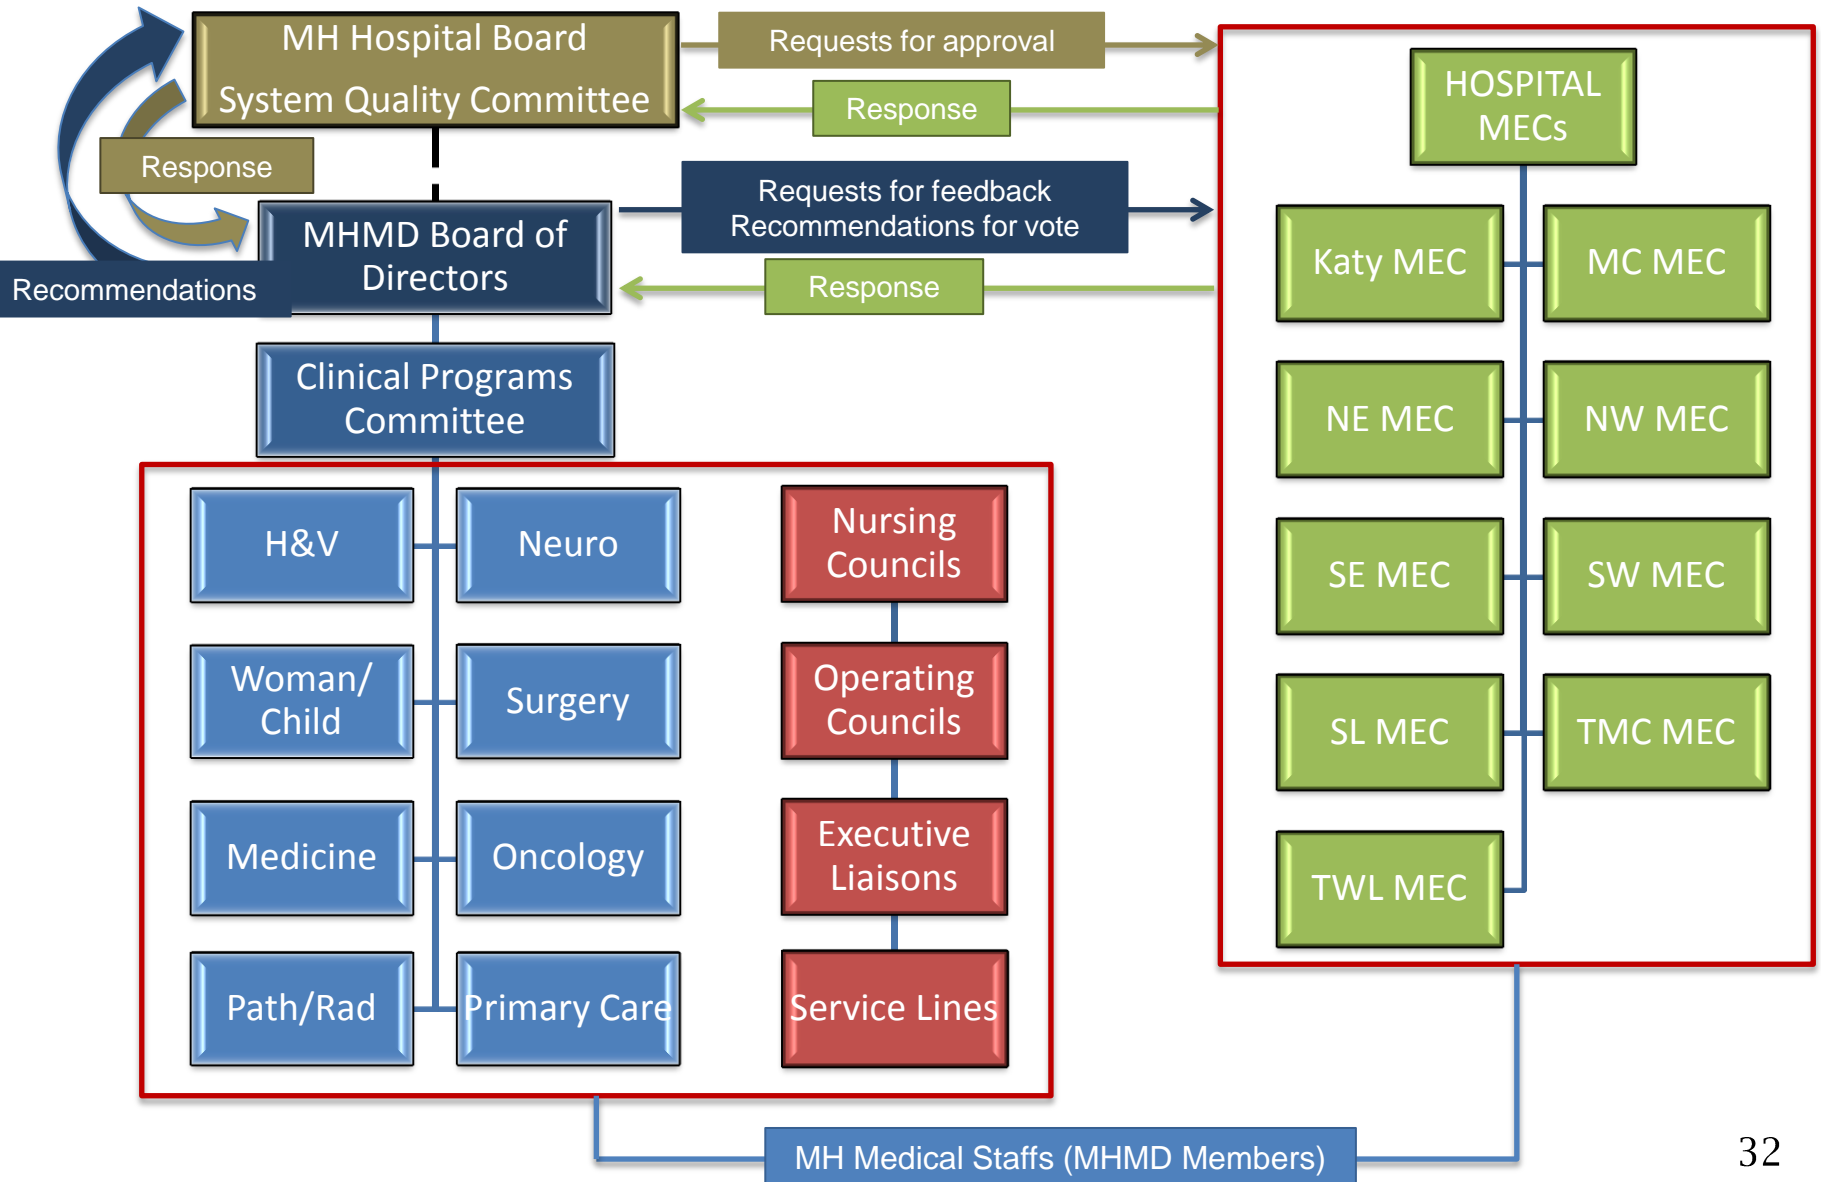 MH Hospital Board
System Quality Committee
Requests for approval
Response
Response
Requests for feedback
Recommendations for vote
MHMD Board of
Directors
Recommendations
Response
Clinical Programs
Committee
H&V
Neuro
Woman/
Child
Surgery
Medicine
Oncology
Path/Rad
Primary Care
Nursing
Councils
Operating
Councils
Executive
Liaisons
Service Lines
HOSPITAL
MECs
Katy MEC
MC MEC
NE MEC
NW MEC
SE MEC
SW MEC
SL MEC
TMC MEC
TWL MEC
MH Medical Staffs (MHMD Members)
32